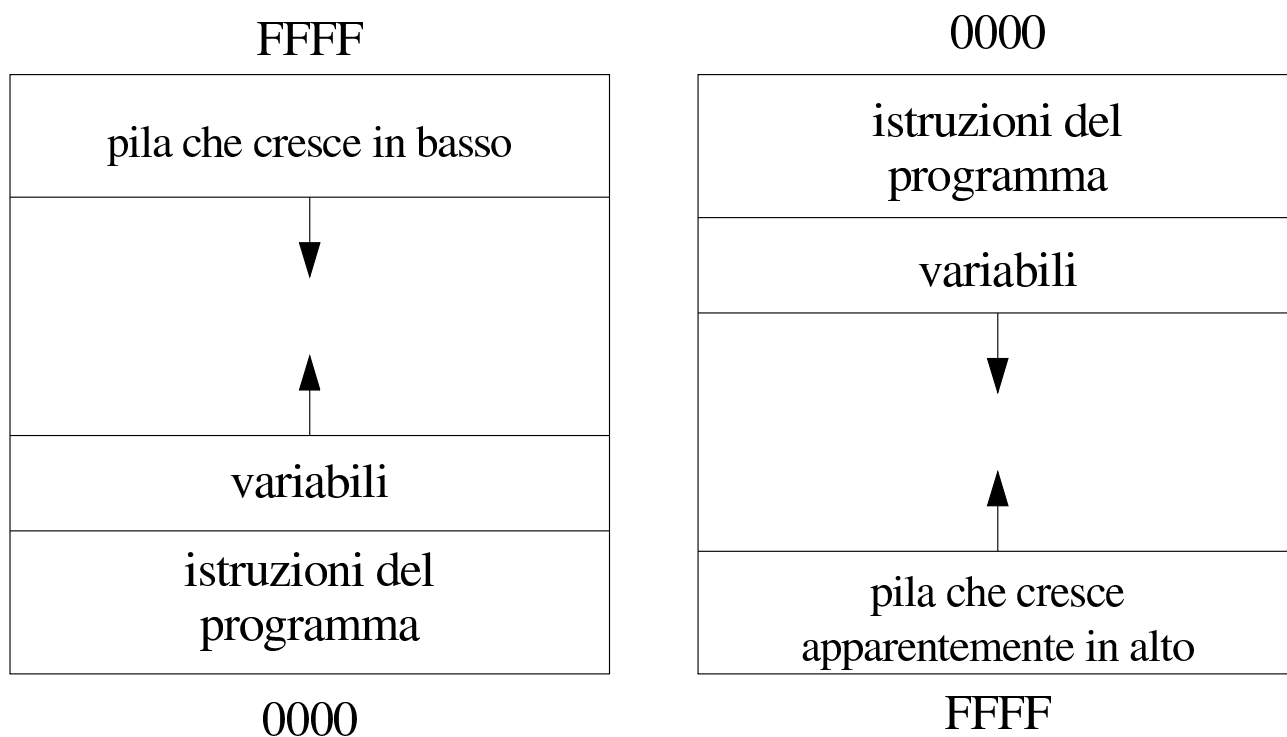 FFFF
pila che cresce in basso
variabili
istruzioni del
programma
0000
0000
istruzioni del
programma
variabili
pila che cresce
apparentemente in alto
FFFF